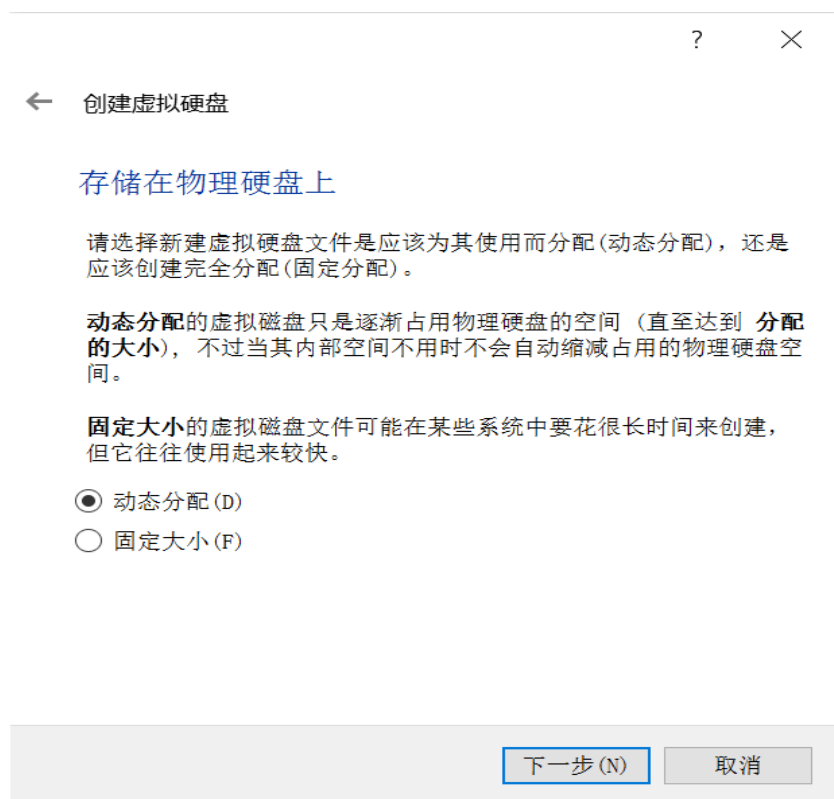 ?
创建虚拟硬盘
存储在物理硬盘上
请选择新建虚拟硬盘文件是应该为其使用而分配(动态分配)，还是
应该创建完全分配(固定分配)。
动态分配的虚拟磁盘只是逐渐占用物理硬盘的空间 (直至达到 分配
的大小)，不过当其内部空间不用时不会自动缩减占用的物理硬盘空
间。
固定大小的虚拟磁盘文件可能在某些系统中要花很长时间来创建，
但它往往使用起来较快。
动态分配(D)
固定大小(F)
下一步(N) 取消